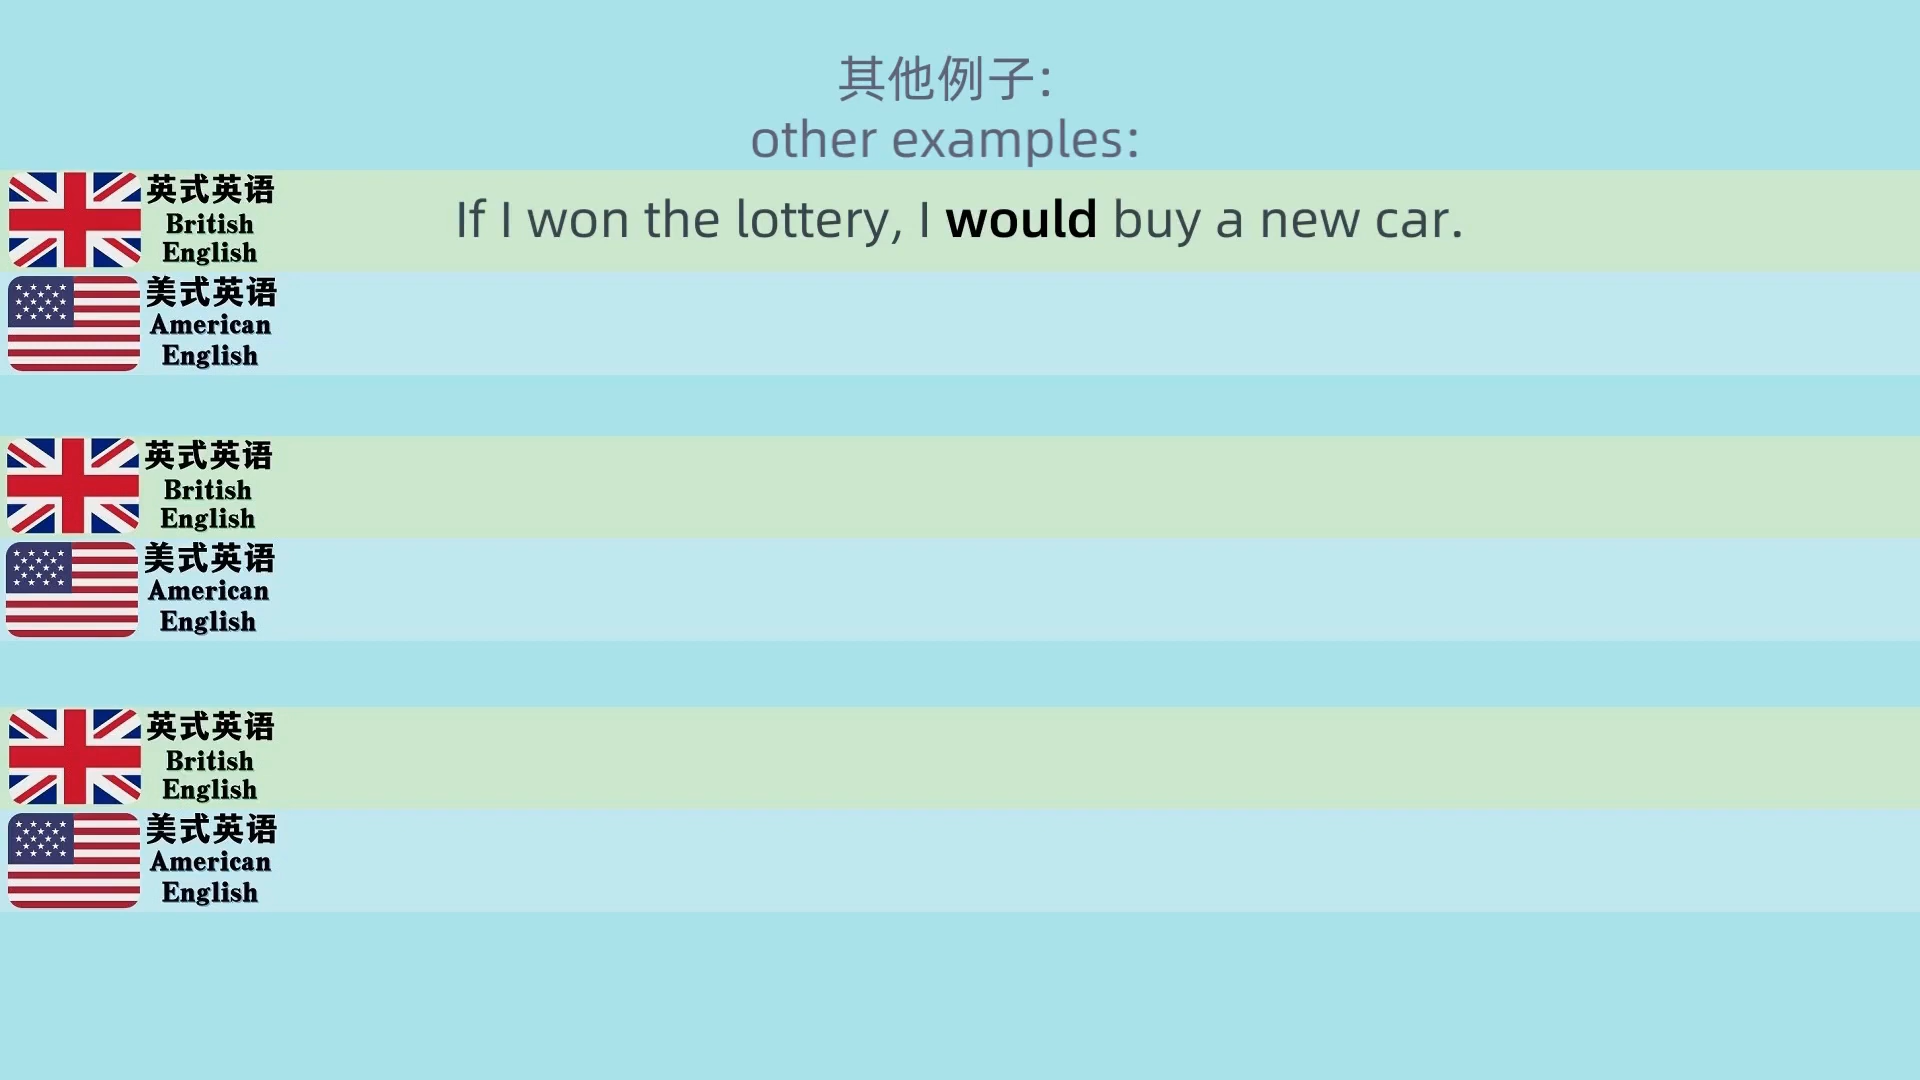 其他例子：
other examples:
英式英语
British
English
If I won the lottery, I would buy a new car.
美式英语
American
English
英式英语
British
English
美式英语
American
English
英式英语
British
English
美式英语
American
English